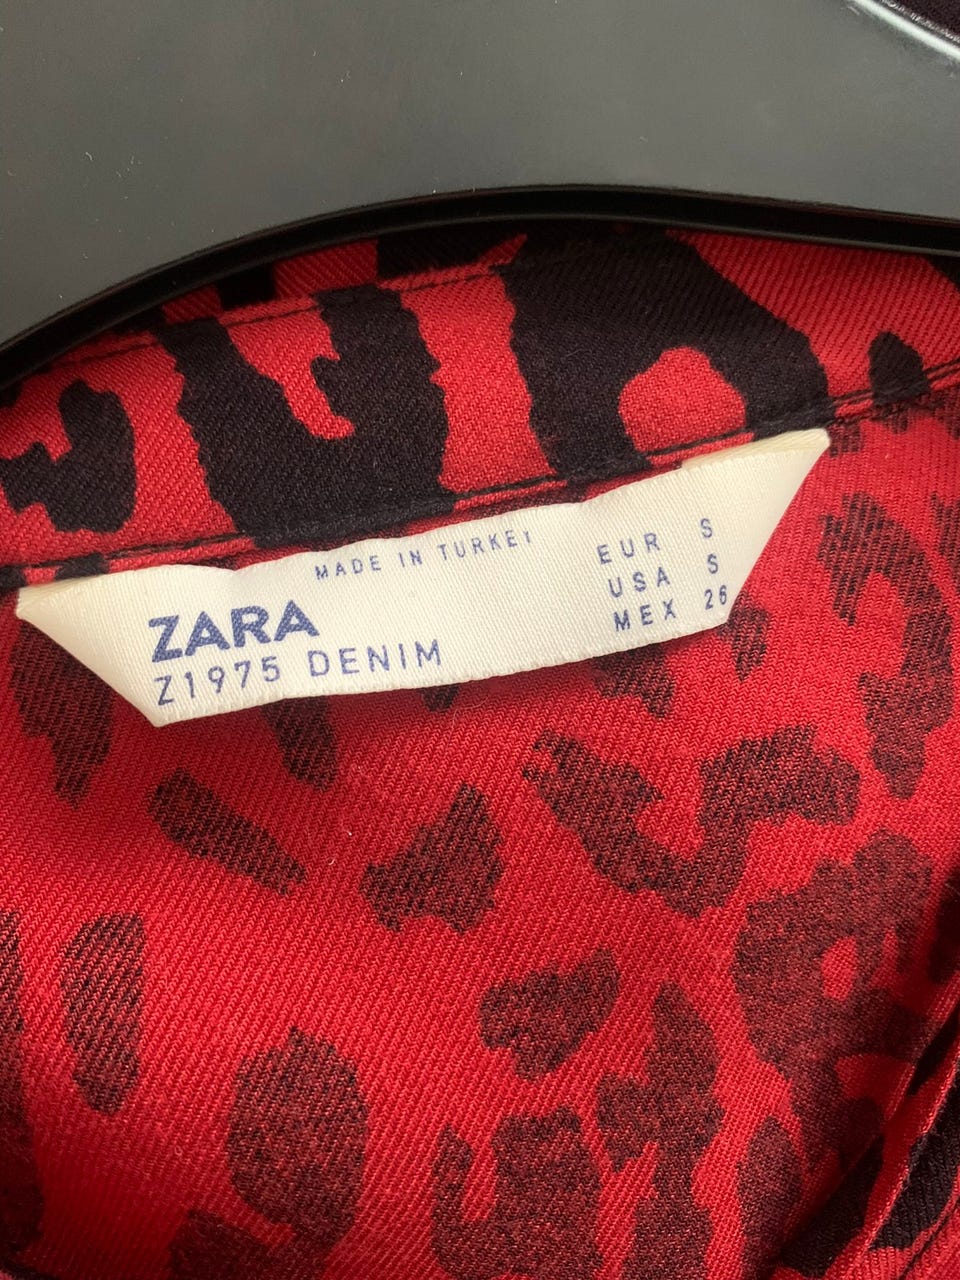 MADE IN TURKEY
ZARA
Z1975 DENIM
EUR S
USA S
MEX 26